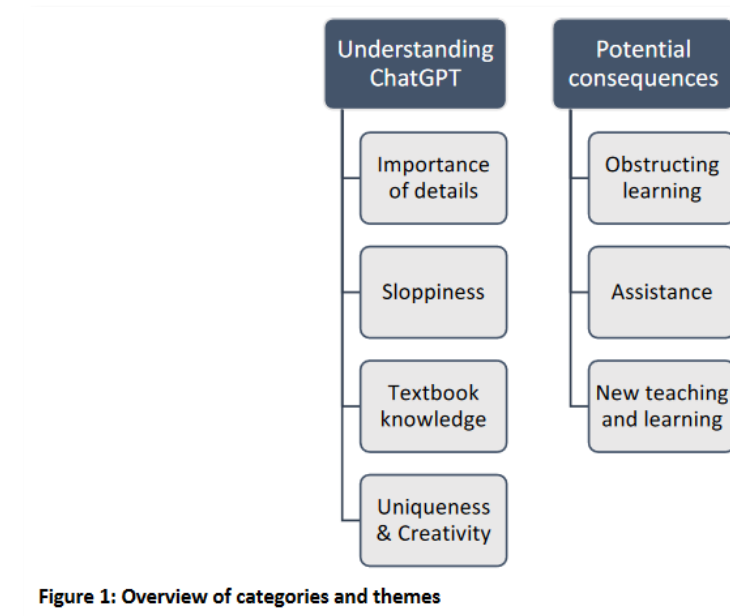 Understanding
ChatGPT
Importance
of details
Sloppiness
Textbook
knowledge
Uniqueness
& Creativity
Potential
consequences
Obstructing
learning
Assistance
New teaching
and learning
Figure 1: Overview of categories and themes